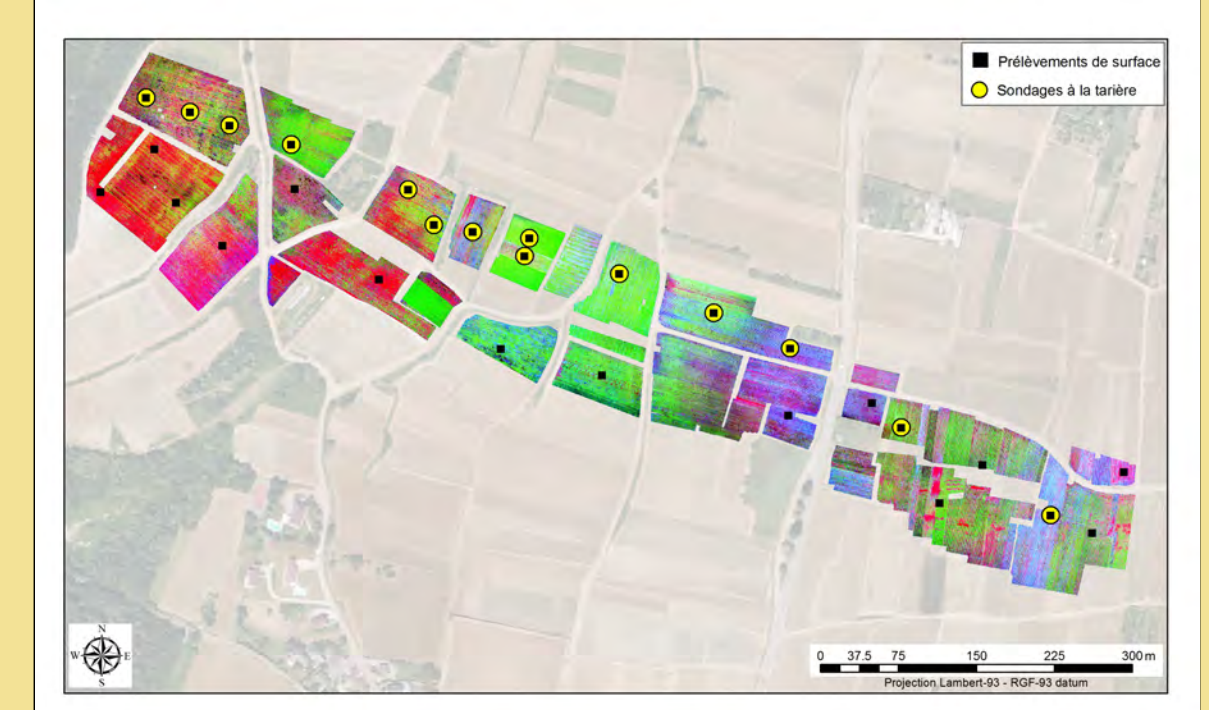 Prélèvements de surface
Sondages à la tarière
N
W E
S
0 37.5 75 150 225 300 m
Projection Lambert-93 - RGF-93 datum